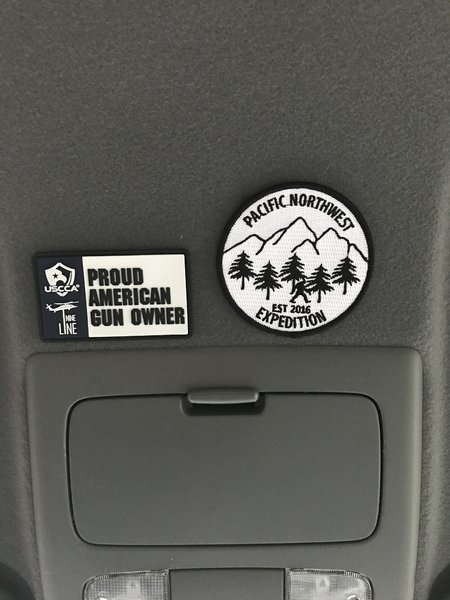 USCCA
NINE
LINE
PROUD
AMERICAN
GUN OWNER
PACIFIC NORTHWEST
EST 2016
EXPEDITION